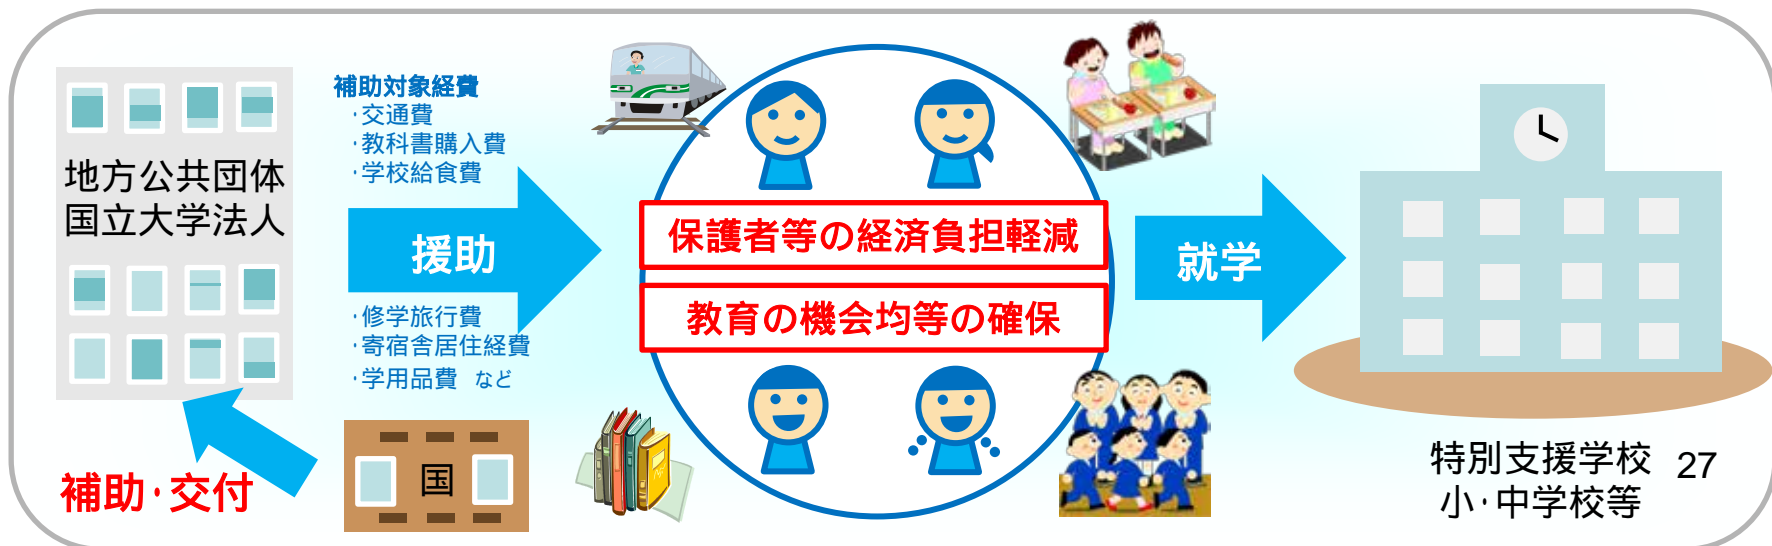 地方公共団体
国立大学法人
補助対象経費
・交通費
・教科書購入費
・学校給食費
援助
・修学旅行費
・寄宿舎居住経費
・学用品費 など
補助・交付
国
保護者等の経済負担軽減
教育の機会均等の確保
就学
特別支援学校
小・中学校等
27